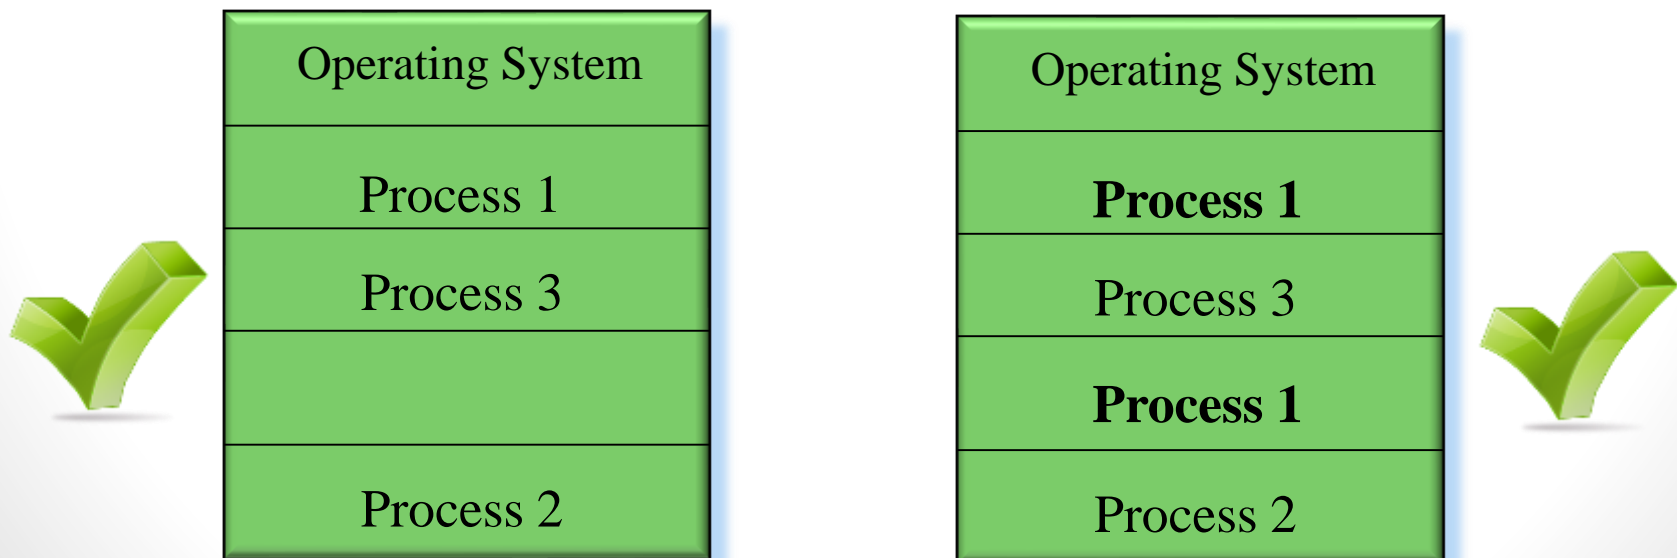 Operating System
Process 1
Process 3
Process 2
Operating System
Process 1
Process 3
Process 1
Process 2